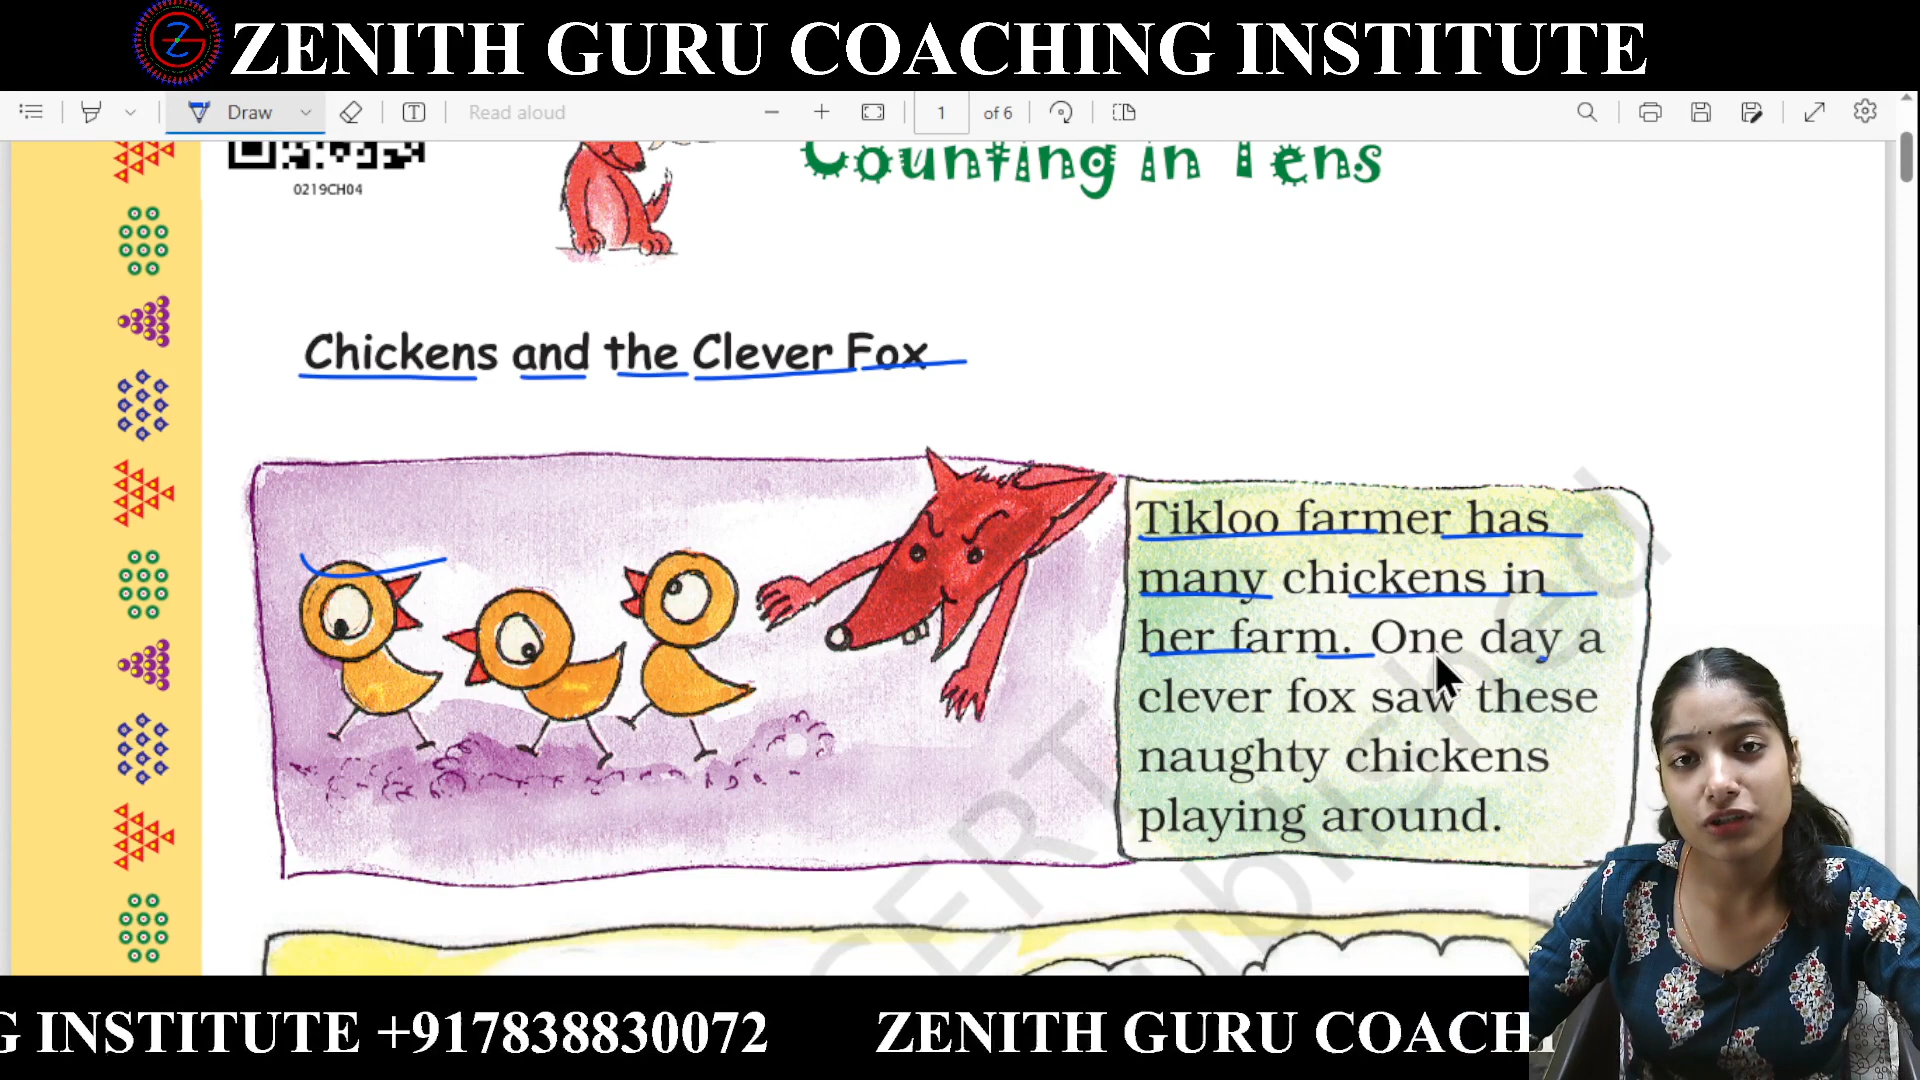 ZENITH GURU COACHING INSTITUTE
Draw
Read aloud
1
of 6
0219CH04
Counting in Tens
Chickens and the Clever Fox
Tikloo farmer has
many chickens in
her farm. One day a
clever fox saw these
naughty chickens
playing around.
G INSTITUTE +917838830072 ZENITH GURU COACH